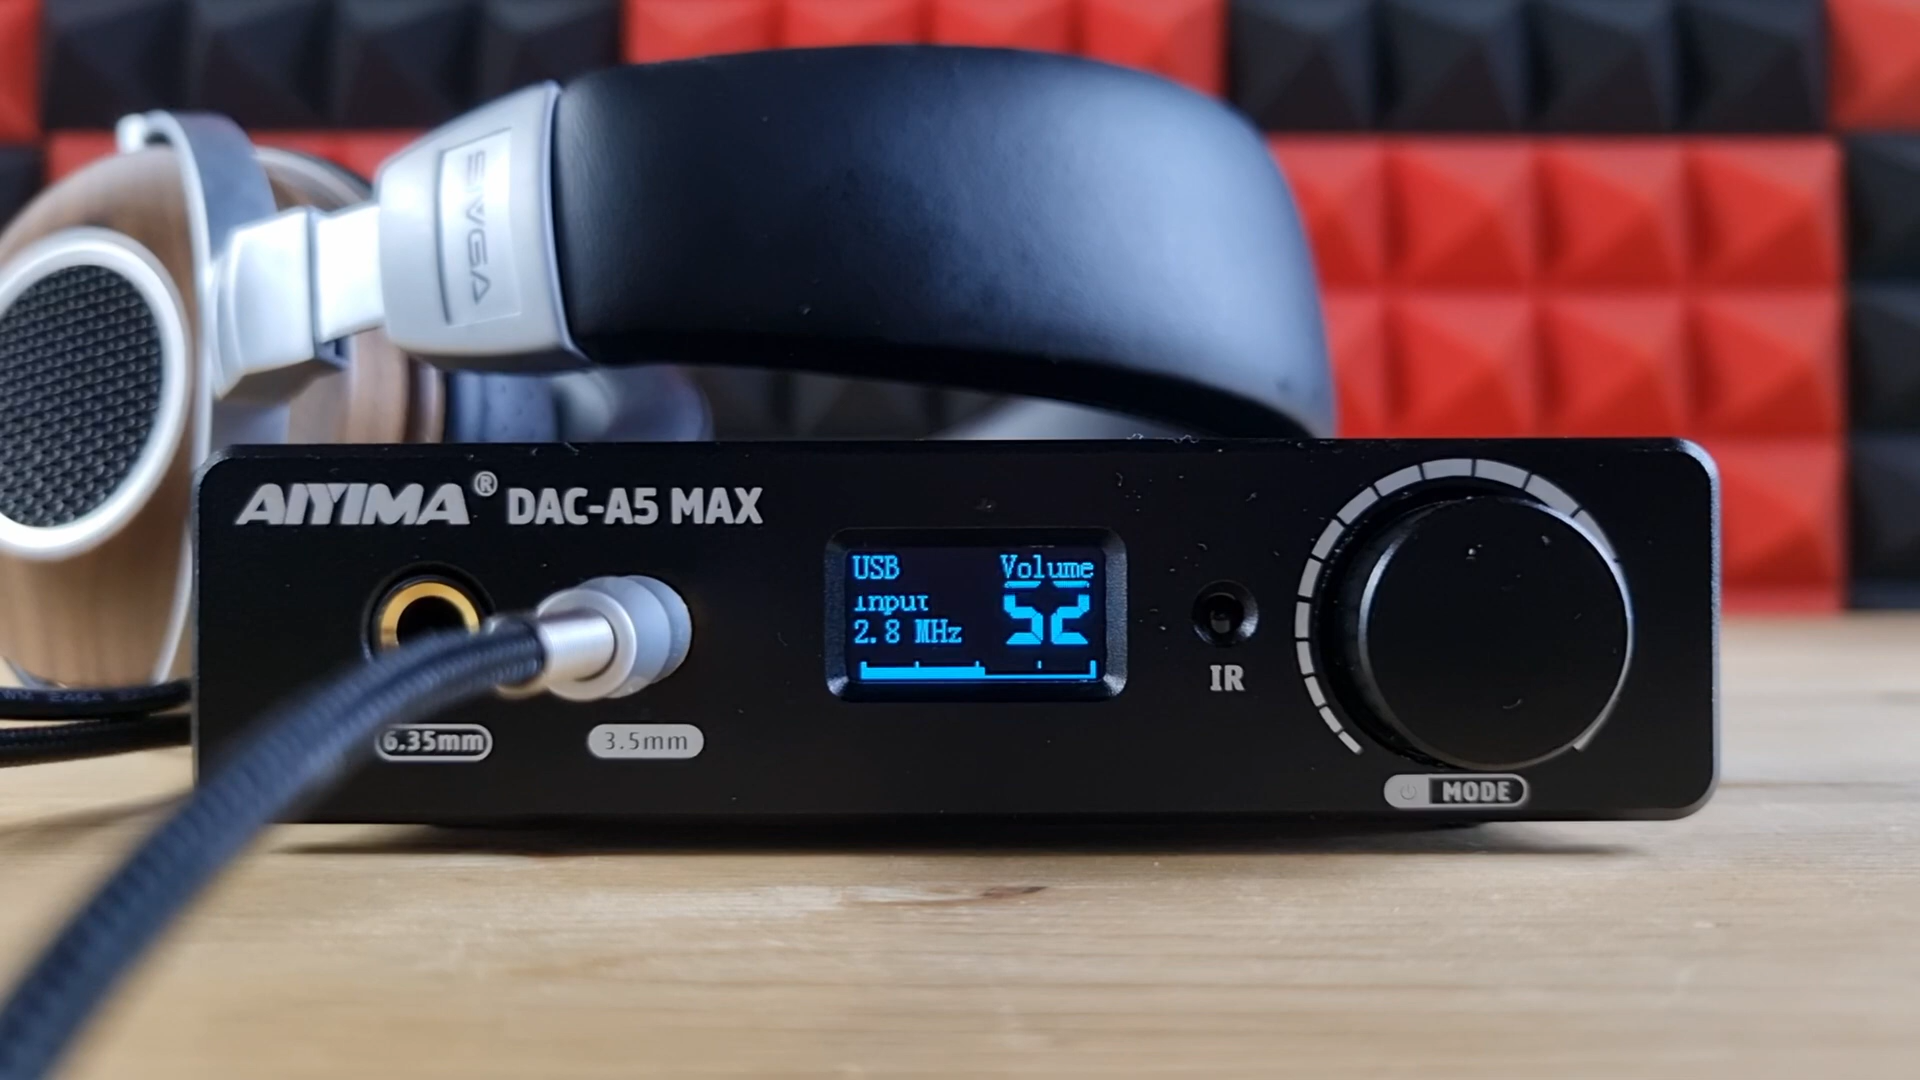 SIVGA
AIYIMA® DAC-A5 MAX
USB
input
2.8 MHz
Volume
52
IR
6.35mm
3.5mm
MODE